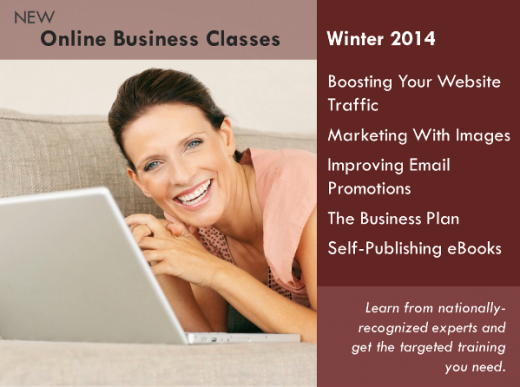 NEW
Online Business Classes
Winter 2014
Boosting Your Website
Traffic
Marketing With Images
Improving Email
Promotions
The Business Plan
Self-Publishing eBooks
Learn from nationally-
recognized experts and
get the targeted training
you need.